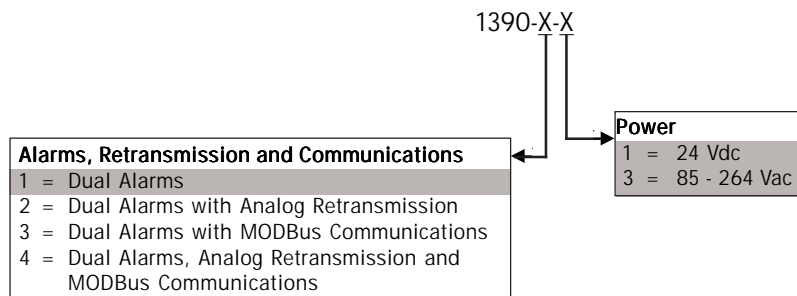 1390-X-X
Alarms, Retransmission and Communications
1 = Dual Alarms
2 = Dual Alarms with Analog Retransmission
3 = Dual Alarms with MODBus Communications
4 = Dual Alarms, Analog Retransmission and
MODBus Communications
Power
1 = 24 Vdc
3 = 85 - 264 Vac